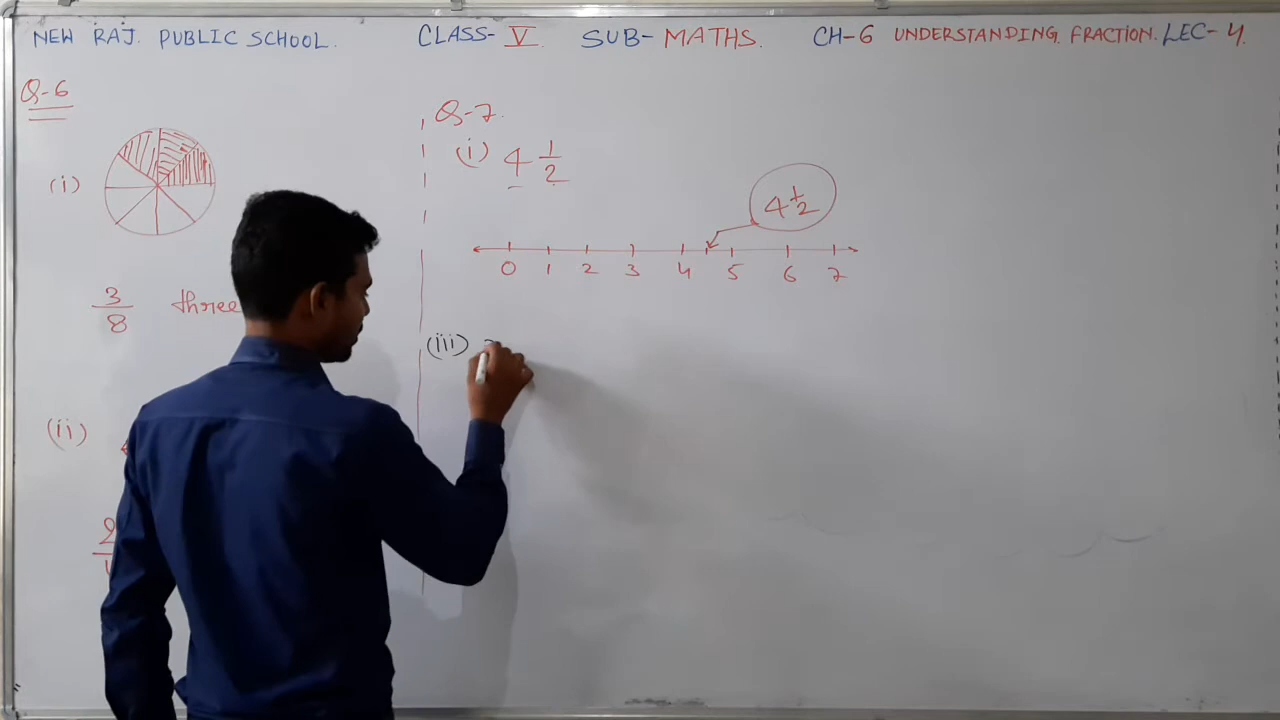 NEW RAJ. PUBLIC SCHOOL. CLASS- V. SUB- MATHS. CH-6 UNDERSTANDING FRACTION. LEC- 4.
Q-6
(i)
3/8 three
(ii)
Q-7.
(i) 4 1/2
4 1/2
0 1 2 3 4 5 6 7
(iii)